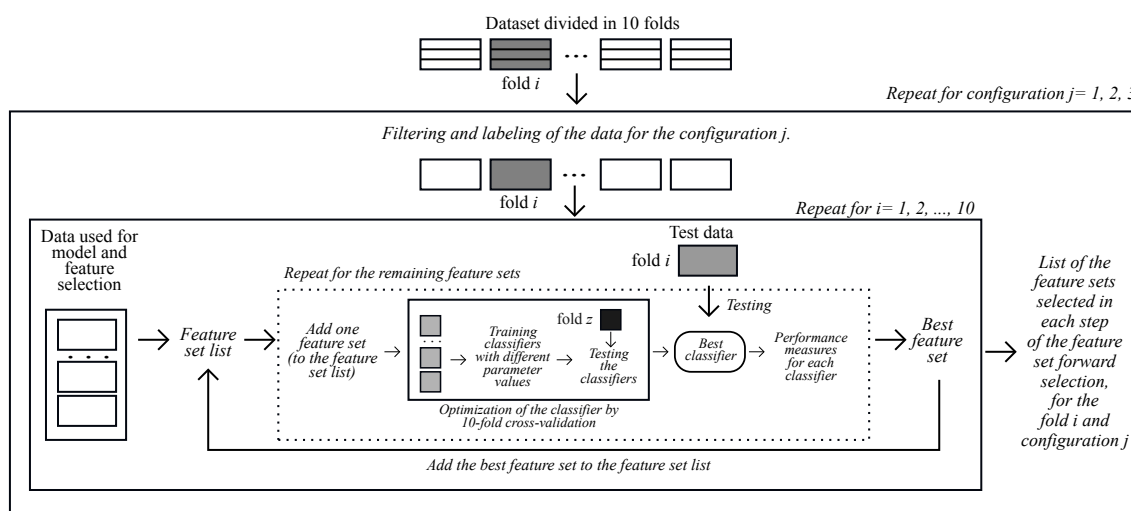 Dataset divided in 10 folds
...
fold i
Repeat for configuration j= 1, 2, 3
Filtering and labeling of the data for the configuration j.
...
fold i
Repeat for i= 1, 2, ..., 10
Data used for
model and
feature
selection
. . .
Feature
set list
Repeat for the remaining feature sets
Add one
feature set
(to the feature
set list)
.....
Training
classifiers
with different
parameter
values
fold z
Testing
the
classifiers
Optimization of the classifier by
10-fold cross-validation
Test data
fold i
Testing
Best
classifier
Performance
measures
for each
classifier
Best
feature
set
Add the best feature set to the feature set list
List of the
feature sets
selected in
each step
of the feature
set forward
selection,
for the
fold i and
configuration j